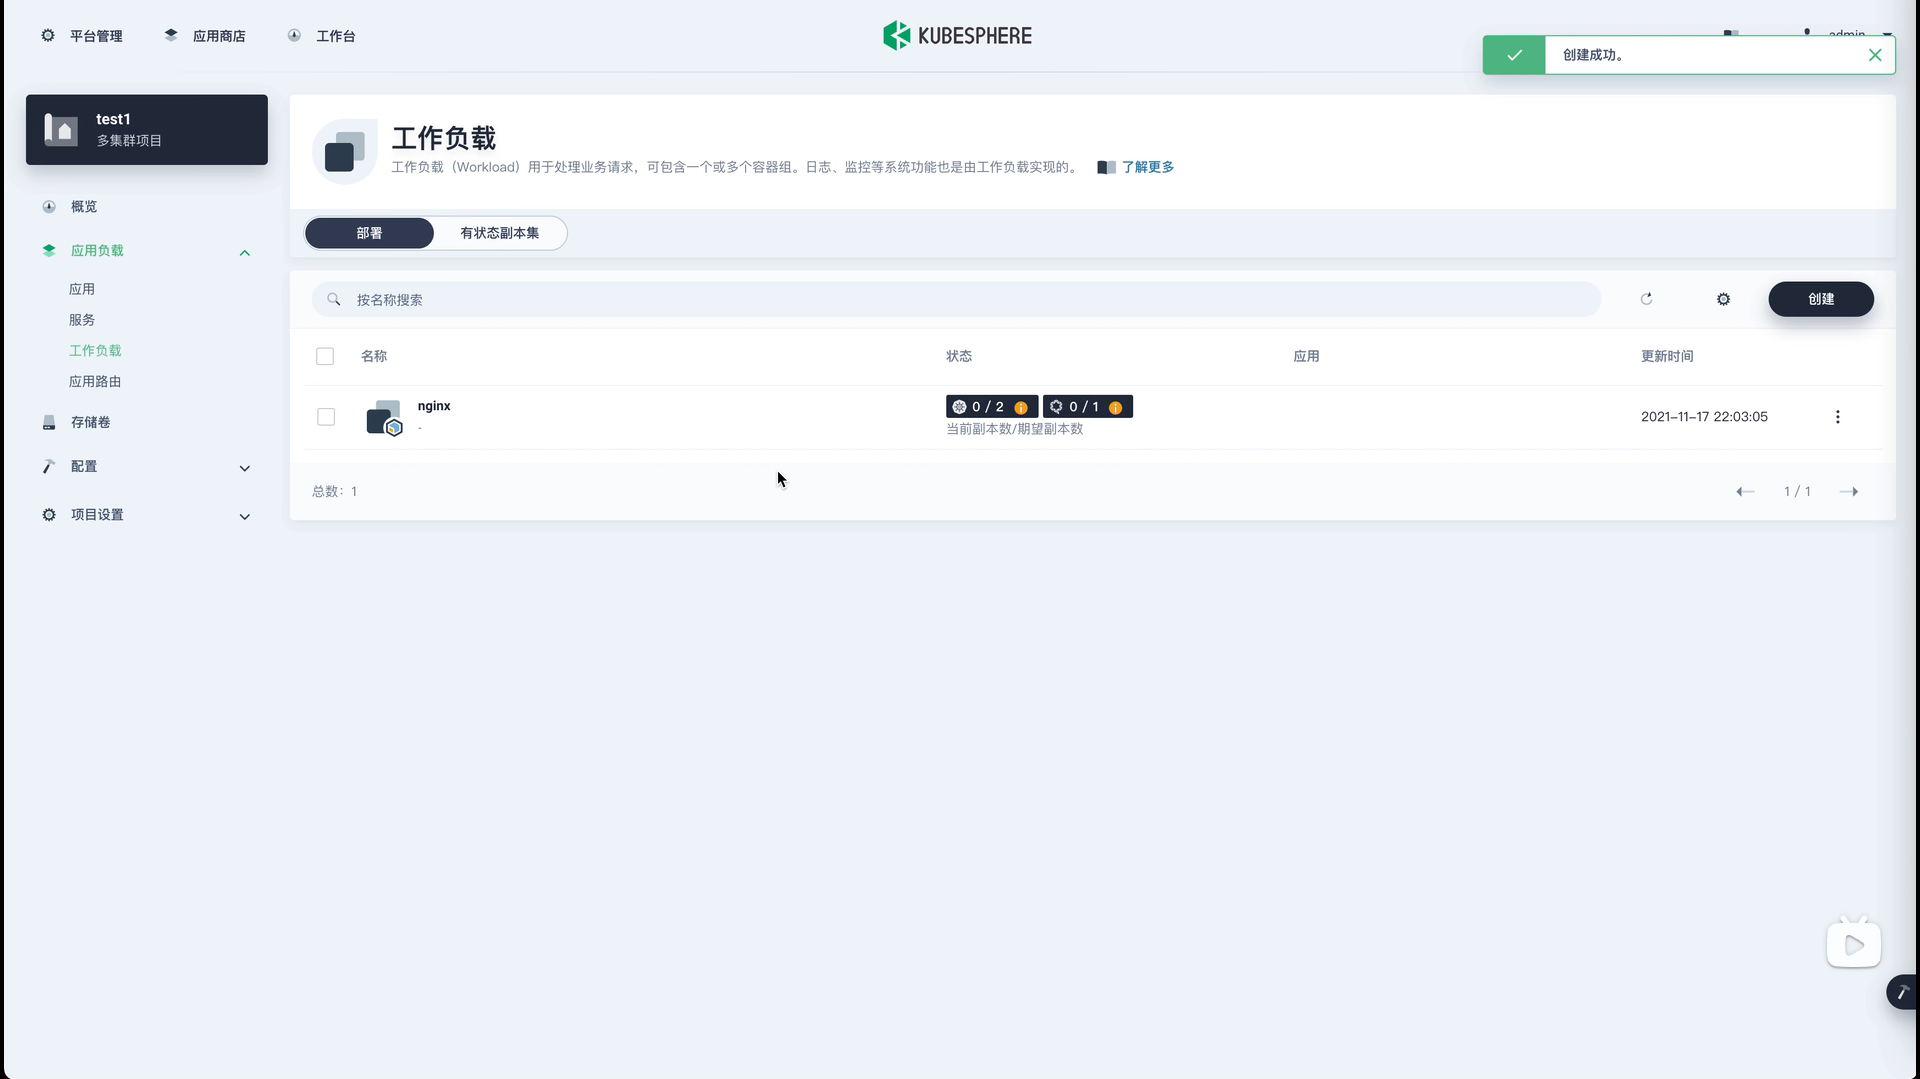 平台管理
应用商店
工作台
KUBESPHERE
admin
创建成功。
test1
多集群项目
概览
应用负载
应用
服务
工作负载
应用路由
存储卷
配置
项目设置
工作负载
工作负载（Workload）用于处理业务请求，可包含一个或多个容器组。日志、监控等系统功能也是由工作负载实现的。 了解更多
部署 有状态副本集
按名称搜索
创建
名称 状态 应用 更新时间
nginx
-
0 / 2 0 / 1
当前副本数/期望副本数
2021-11-17 22:03:05
总数：1
1 / 1